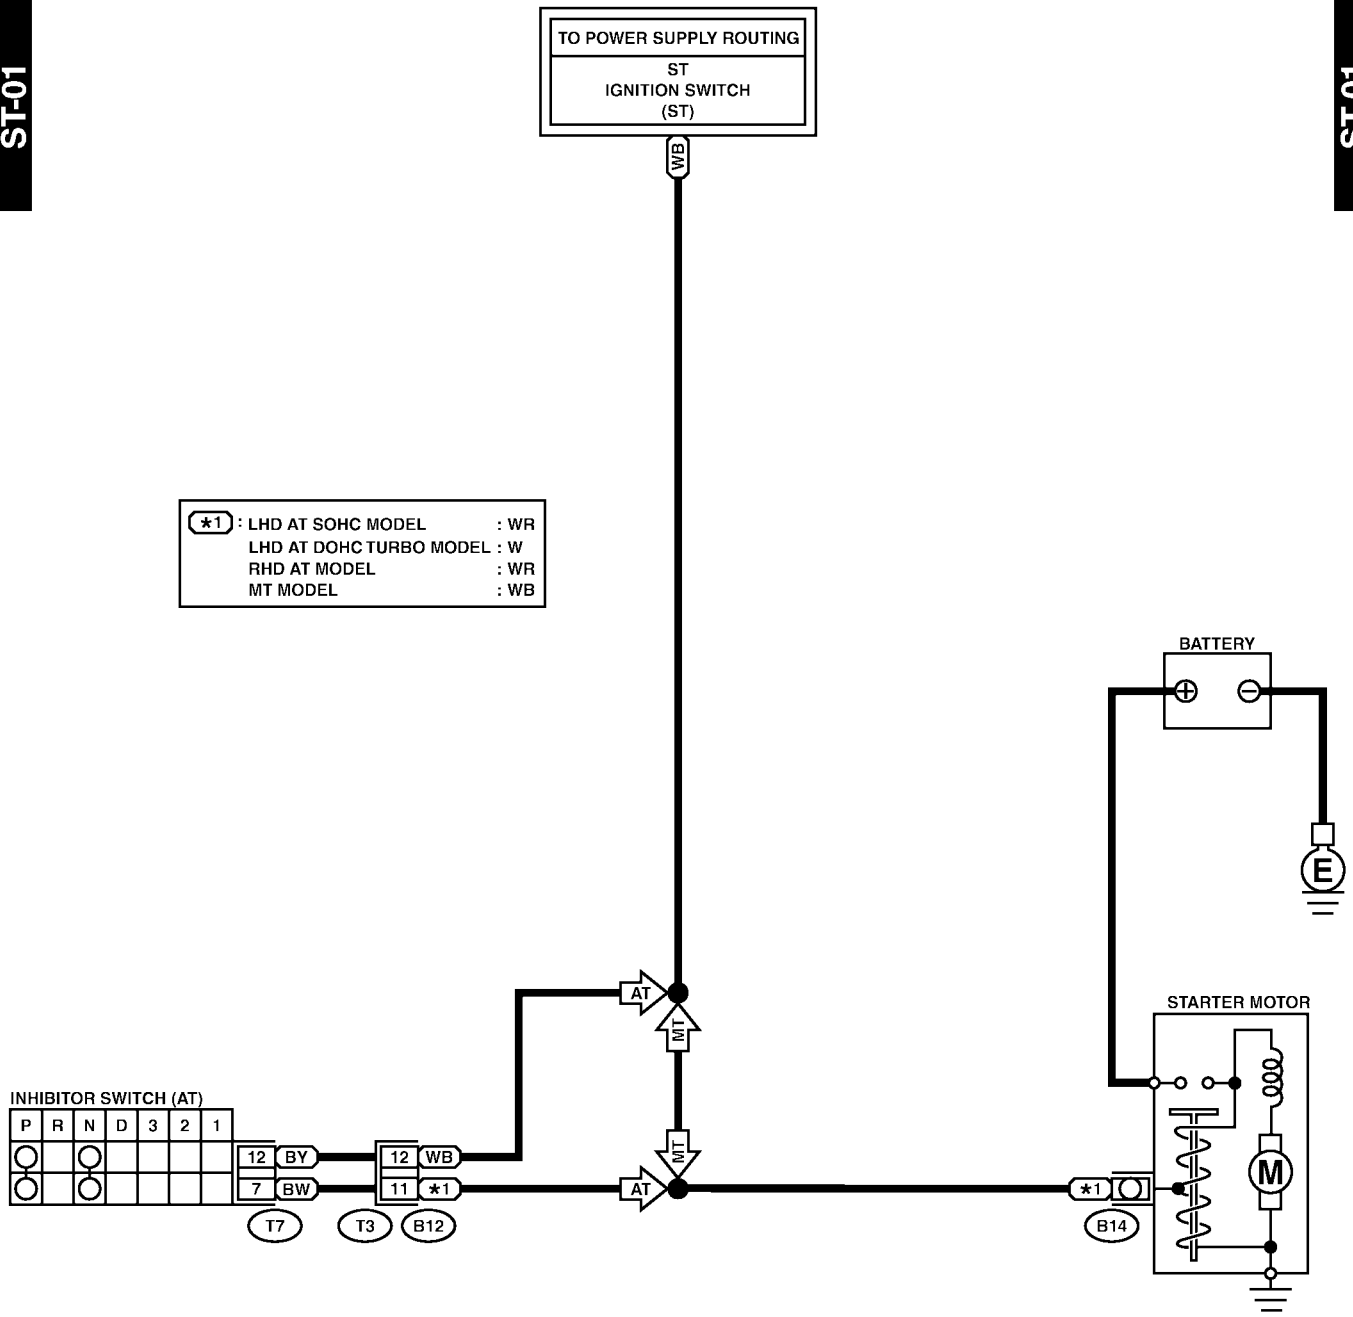 ST-01
TO POWER SUPPLY ROUTING
ST
IGNITION SWITCH
(ST)
WB
ST-01
*1 : LHD AT SOHC MODEL : WR
LHD AT DOHC TURBO MODEL : W
RHD AT MODEL : WR
MT MODEL : WB
BATTERY
+ −
E
AT
MT
STARTER MOTOR
INHIBITOR SWITCH (AT)
P R N D 3 2 1
12 BY 12 WB
MT
7 BW 11 *1 AT *1
M
T7 T3 B12 B14